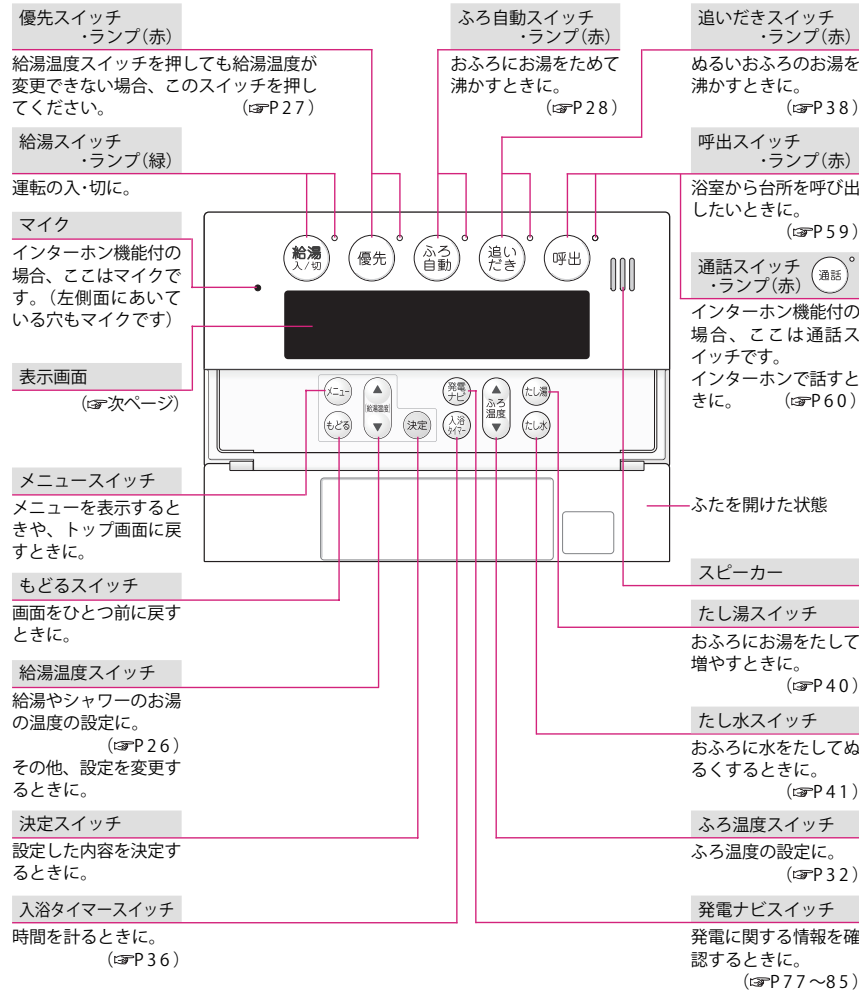 優先スイッチ
・ランプ(赤)
給湯温度スイッチを押しても給湯温度が
変更できない場合、このスイッチを押し
てください。 (☞P27)
給湯スイッチ
・ランプ(緑)
運転の入・切に。
マイク
インターホン機能付の
場合、ここはマイクで
す。(左側面にあいて
いる穴もマイクです)
表示画面
(☞次ページ)
メニュースイッチ
メニューを表示すると
きや、トップ画面に戻
すときに。
もどるスイッチ
画面をひとつ前に戻す
ときに。
給湯温度スイッチ
給湯やシャワーのお湯
の温度の設定に。
(☞P26)
その他、設定を変更す
るときに。
決定スイッチ
設定した内容を決定す
るときに。
入浴タイマースイッチ
時間を計るときに。
(☞P36)
ふろ自動スイッチ
・ランプ(赤)
おふろにお湯をためて
沸かすときに。
(☞P28)
給湯
入/切
優先
ふろ
自動
追い
だき
呼出
メニュー
もどる
▲
給湯温度
▼
決定
発電
ナビ
入浴
タイマー
▲
ふろ
温度
▼
たし湯
たし水
追いだきスイッチ
・ランプ(赤)
ぬるいおふろのお湯を
沸かすときに。
(☞P38)
呼出スイッチ
・ランプ(赤)
浴室から台所を呼び出
したいときに。
(☞P59)
通話スイッチ
・ランプ(赤)
通話
インターホン機能付の
場合、ここは通話ス
イッチです。
インターホンで話すと
きに。 (☞P60)
ふたを開けた状態
スピーカー
たし湯スイッチ
おふろにお湯をたして
増やすときに。
(☞P40)
たし水スイッチ
おふろに水をたしてぬ
るくするときに。
(☞P41)
ふろ温度スイッチ
ふろ温度の設定に。
(☞P32)
発電ナビスイッチ
発電に関する情報を確
認するときに。
(☞P77～85)